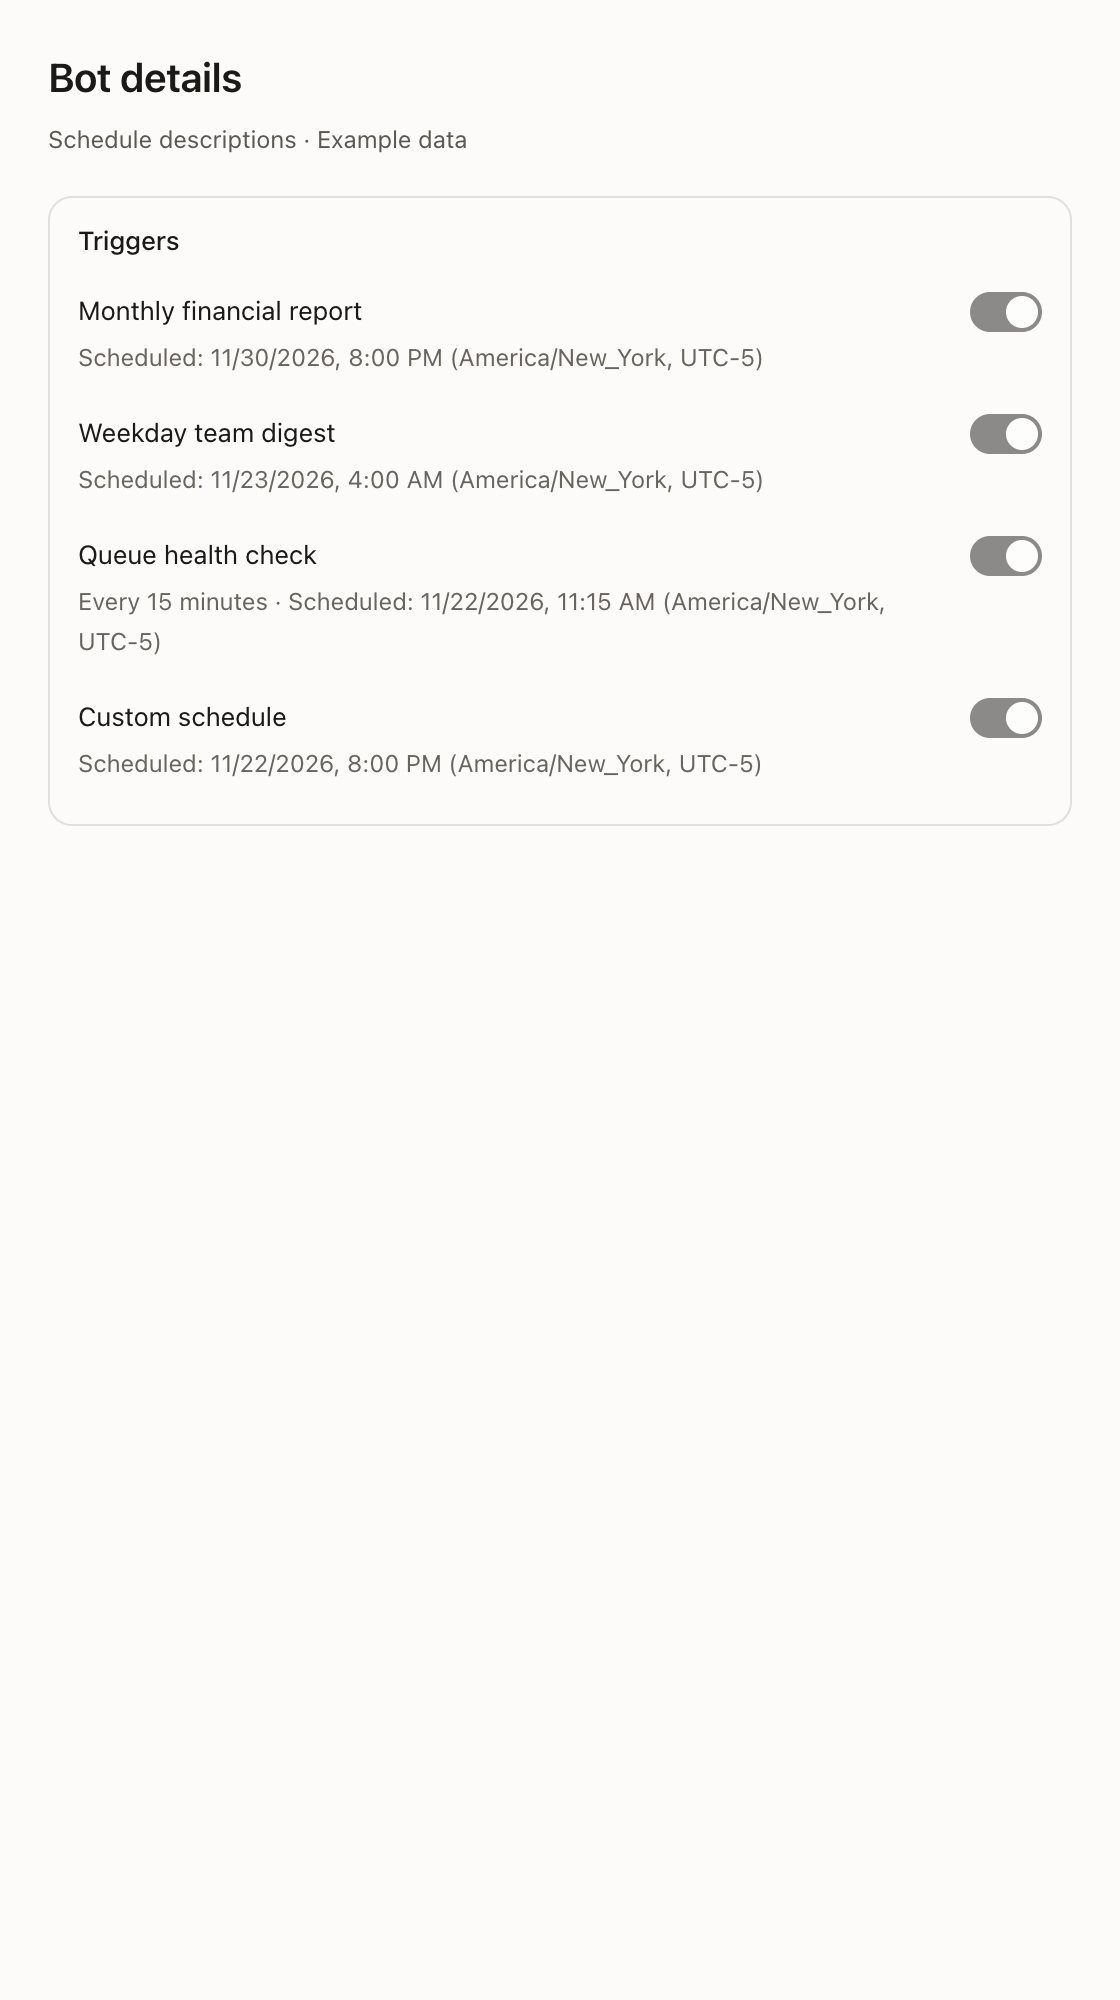 Bot details
Schedule descriptions · Example data
Triggers
Monthly financial report
Scheduled: 11/30/2026, 8:00 PM (America/New_York, UTC-5)
Weekday team digest
Scheduled: 11/23/2026, 4:00 AM (America/New_York, UTC-5)
Queue health check
Every 15 minutes · Scheduled: 11/22/2026, 11:15 AM (America/New_York,
UTC-5)
Custom schedule
Scheduled: 11/22/2026, 8:00 PM (America/New_York, UTC-5)